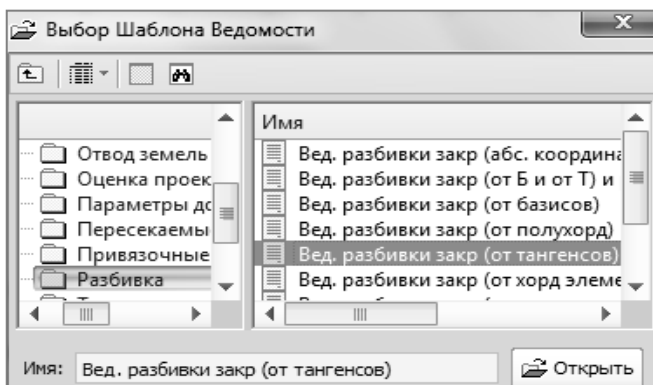 Выбор Шаблона Ведомости
Имя
Отвод земель
Оценка проек
Параметры до
Пересекаемы
Привязочные
Разбивка
Вед. разбивки закр (абс. координа
Вед. разбивки закр (от Б и от Т) и
Вед. разбивки закр (от базисов)
Вед. разбивки закр (от полухорд)
Вед. разбивки закр (от тангенсов)
Вед. разбивки закр (от хорд элеме
Имя: Вед. разбивки закр (от тангенсов) Открыть